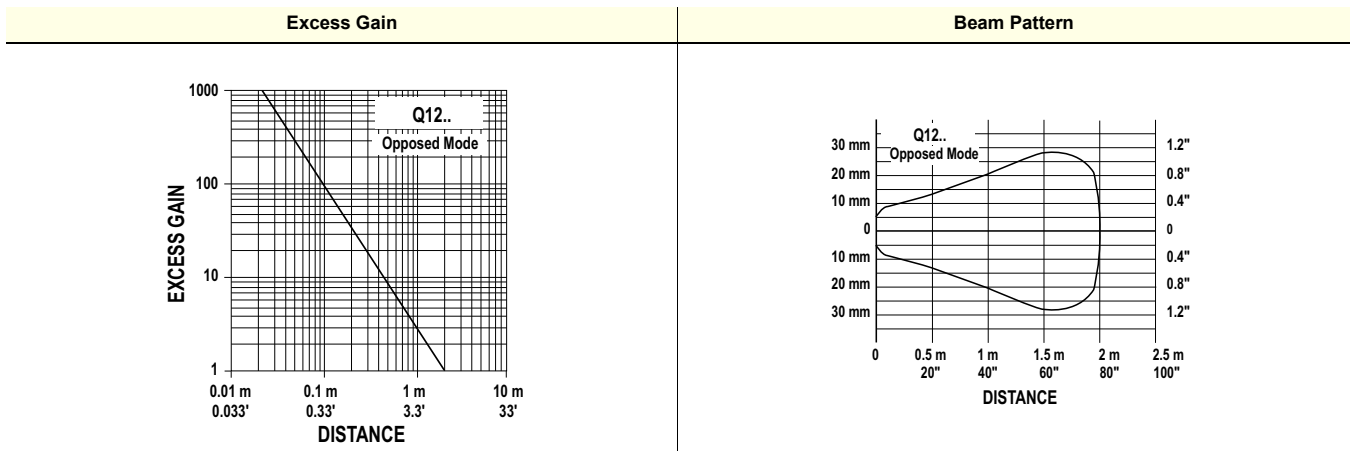 Excess Gain
Beam Pattern
1000
100
10
1
EXCESS GAIN
Q12..
Opposed Mode
0.01 m 0.1 m 1 m 10 m
0.033' 0.33' 3.3' 33'
DISTANCE
Q12..
Opposed Mode
30 mm 1.2"
20 mm 0.8"
10 mm 0.4"
0 0
10 mm 0.4"
20 mm 0.8"
30 mm 1.2"
0 0.5 m 1 m 1.5 m 2 m 2.5 m
20" 40" 60" 80" 100"
DISTANCE